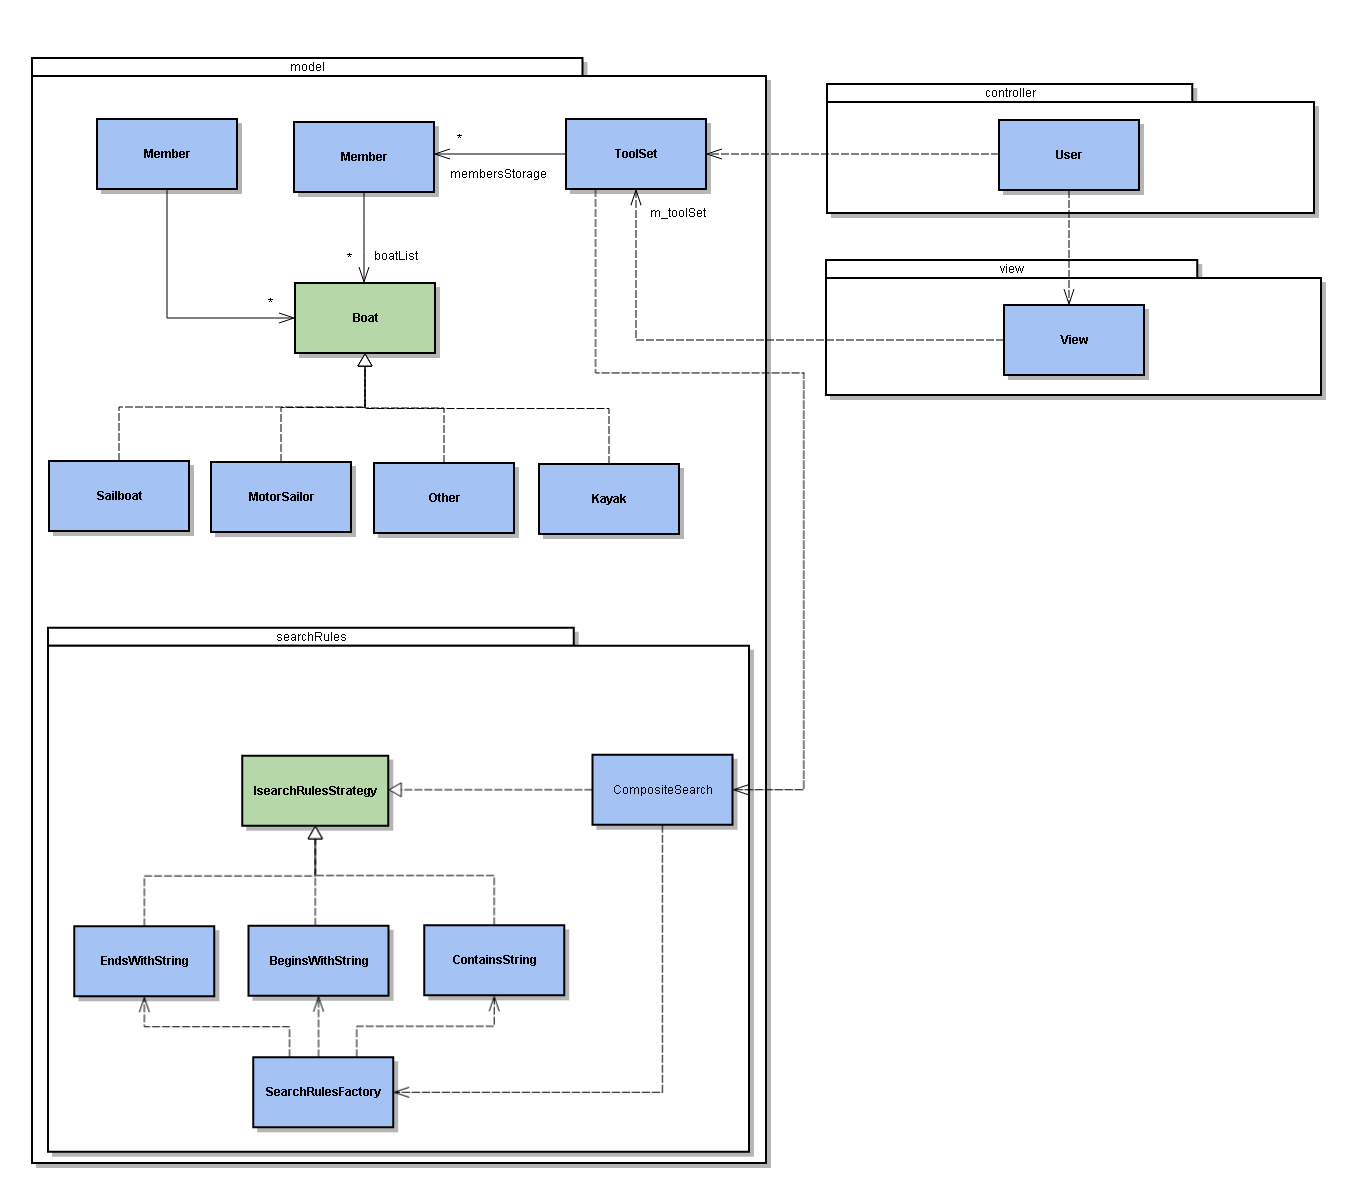 model
controller
Member
Member
*
membersStorage
ToolSet
User
m_toolSet
*
boatList
view
*
Boat
View
Sailboat
MotorSailor
Other
Kayak
searchRules
IsearchRulesStrategy
CompositeSearch
EndsWithString
BeginsWithString
ContainsString
SearchRulesFactory